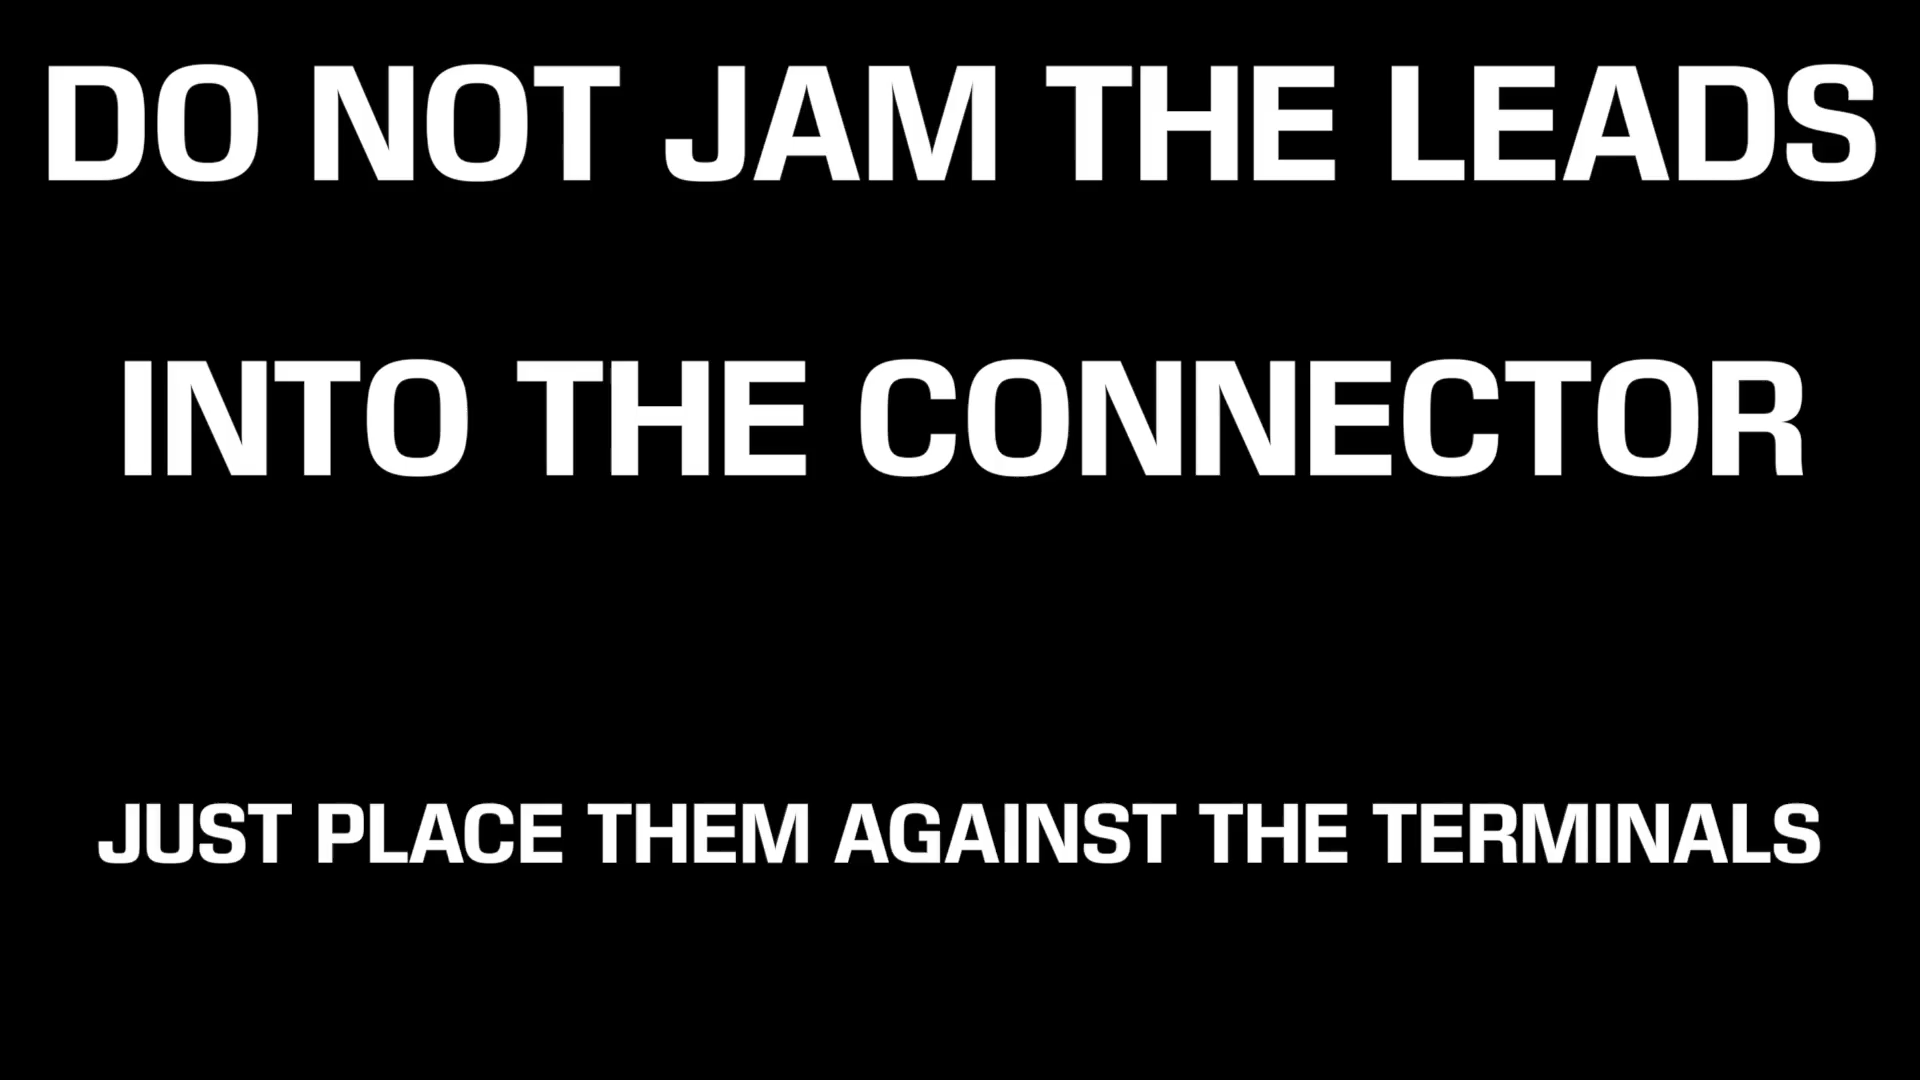 DO NOT JAM THE LEADS
INTO THE CONNECTOR
JUST PLACE THEM AGAINST THE TERMINALS